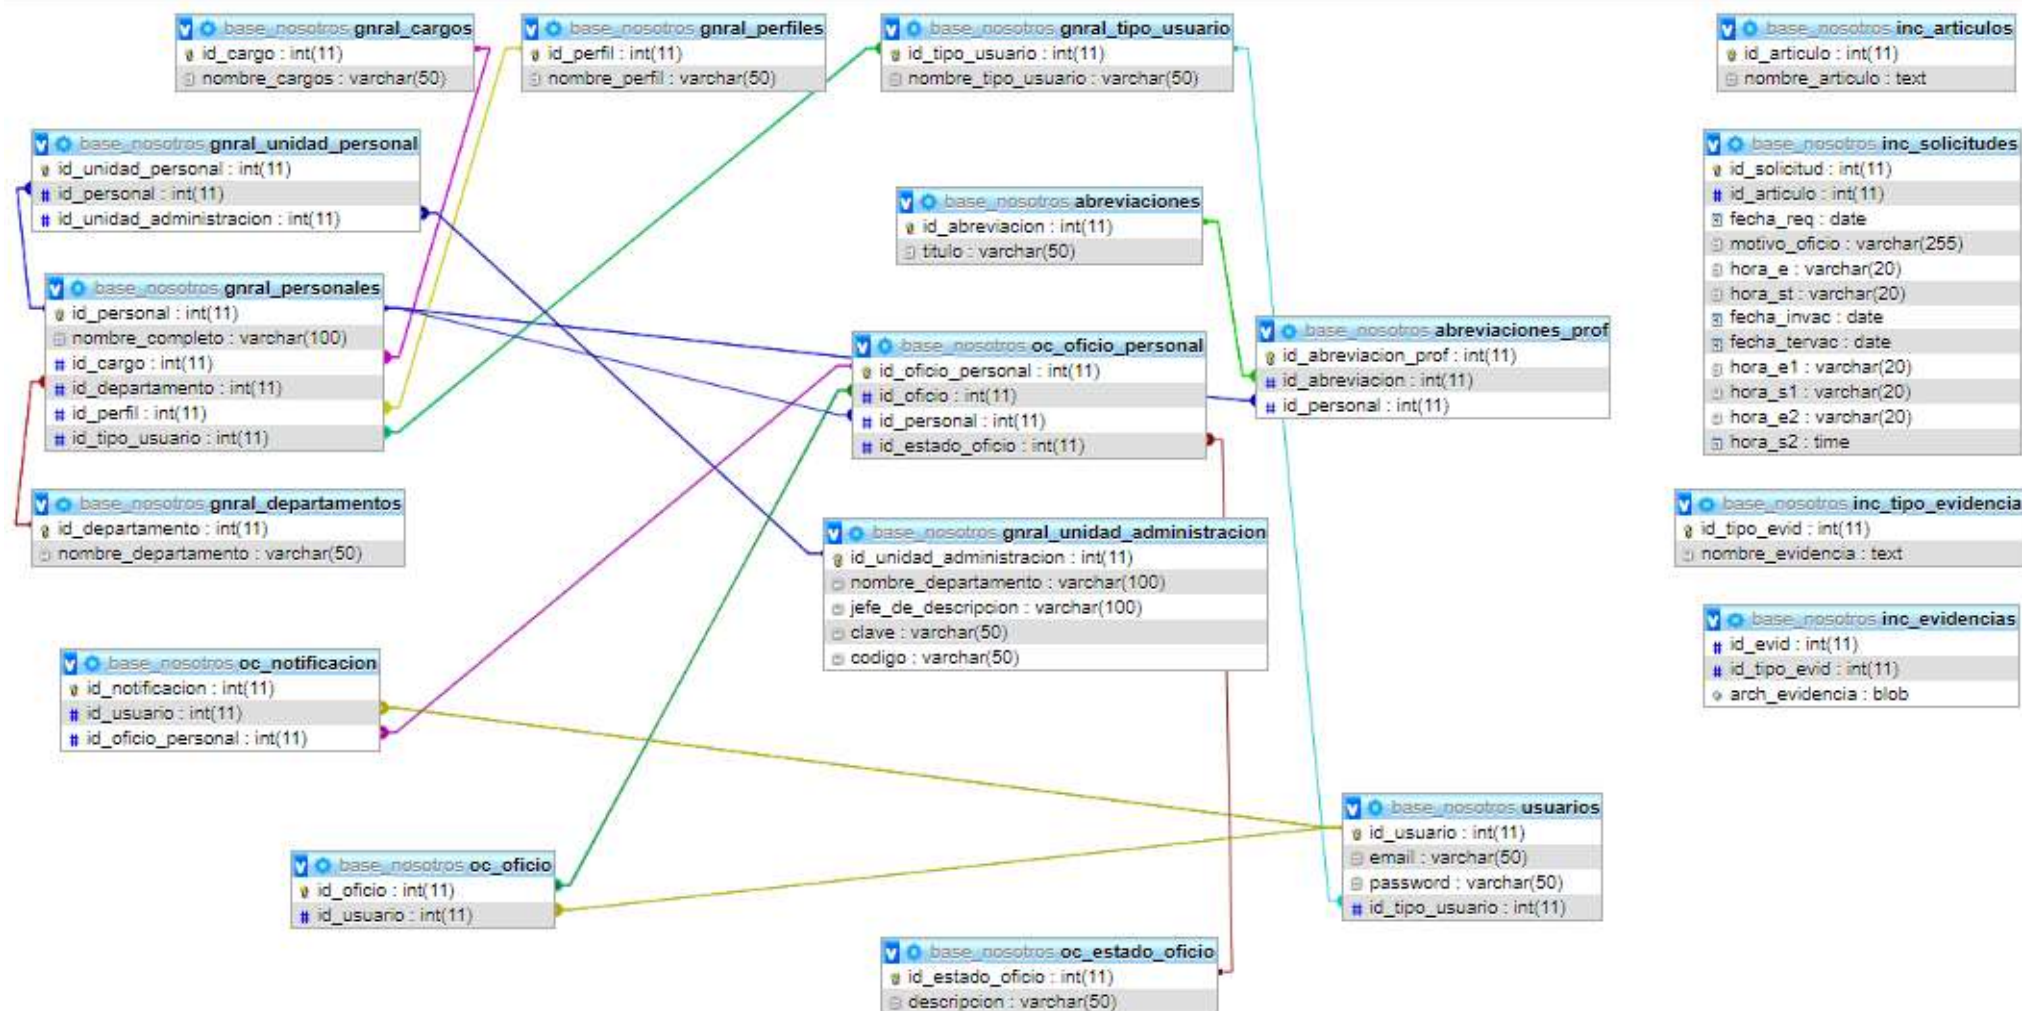 base_nosotros gnral_cargos
id_cargo : int(11)
nombre_cargos : varchar(50)
base_nosotros gnral_perfiles
id_perfil : int(11)
nombre_perfil : varchar(50)
base_nosotros gnral_tipo_usuario
id_tipo_usuario : int(11)
nombre_tipo_usuario : varchar(50)
base_nosotros inc_articulos
id_articulo : int(11)
nombre_articulo : text
base_nosotros gnral_unidad_personal
id_unidad_personal : int(11)
# id_personal : int(11)
# id_unidad_administracion : int(11)
base_nosotros inc_solicitudes
id_solicitud : int(11)
# id_articulo : int(11)
fecha_req : date
motivo_oficio : varchar(255)
hora_e : varchar(20)
hora_st : varchar(20)
fecha_invac : date
fecha_tervac : date
hora_e1 : varchar(20)
hora_s1 : varchar(20)
hora_e2 : varchar(20)
hora_s2 : time
base_nosotros abreviaciones
id_abreviacion : int(11)
titulo : varchar(50)
base_nosotros gnral_personales
id_personal : int(11)
nombre_completo : varchar(100)
# id_cargo : int(11)
# id_departamento : int(11)
# id_perfil : int(11)
# id_tipo_usuario : int(11)
base_nosotros oc_oficio_personal
id_oficio_personal : int(11)
# id_oficio : int(11)
# id_personal : int(11)
# id_estado_oficio : int(11)
base_nosotros abreviaciones_prof
id_abreviacion_prof : int(11)
# id_abreviacion : int(11)
# id_personal : int(11)
base_nosotros gnral_departamentos
id_departamento : int(11)
nombre_departamento : varchar(50)
base_nosotros gnral_unidad_administracion
id_unidad_administracion : int(11)
nombre_departamento : varchar(100)
jefe_de_descripcion : varchar(100)
clave : varchar(50)
codigo : varchar(50)
base_nosotros inc_tipo_evidencia
id_tipo_evid : int(11)
nombre_evidencia : text
base_nosotros inc_evidencias
# id_evid : int(11)
# id_tipo_evid : int(11)
arch_evidencia : blob
base_nosotros oc_notificacion
id_notificacion : int(11)
# id_usuario : int(11)
# id_oficio_personal : int(11)
base_nosotros usuarios
id_usuario : int(11)
email : varchar(50)
password : varchar(50)
# id_tipo_usuario : int(11)
base_nosotros oc_oficio
id_oficio : int(11)
# id_usuario : int(11)
base_nosotros oc_estado_oficio
id_estado_oficio : int(11)
descripcion : varchar(50)